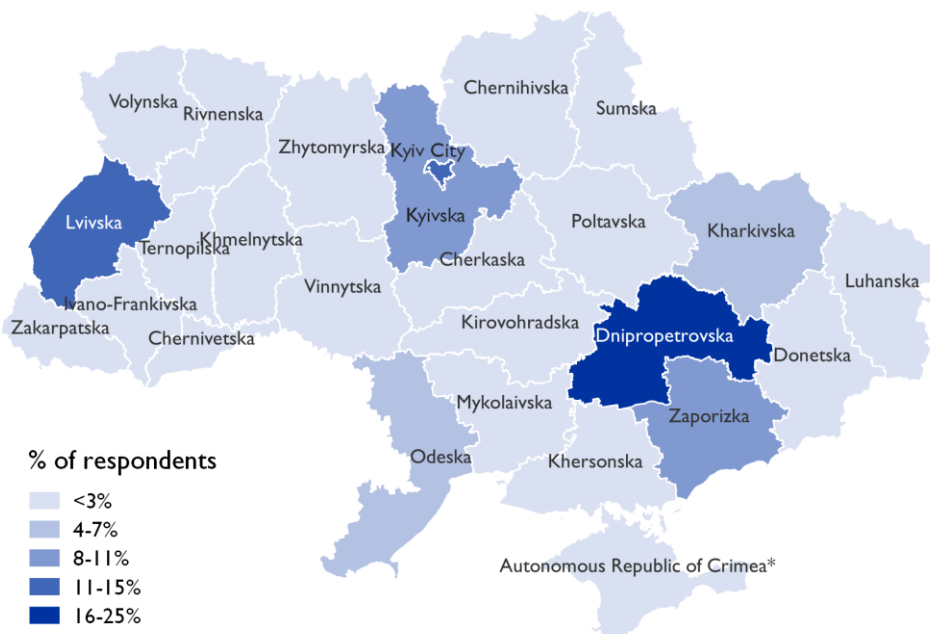 Chernihivska
Volynska
Sumska
Rivnenska
Zhytomyrska
Kyiv City
Kyivska
Lvivska
Poltavska
Kharkivska
Ternopilska
Khmelnytska
Cherkaska
Luhanska
Vinnytska
Ivano-Frankivska
Zakarpatska
Chernivetska
Kirovohradska
Dnipropetrovska
Donetska
Mykolaivska
Zaporizka
Odeska
Khersonska
Autonomous Republic of Crimea*
% of respondents
<3%
4-7%
8-11%
11-15%
16-25%